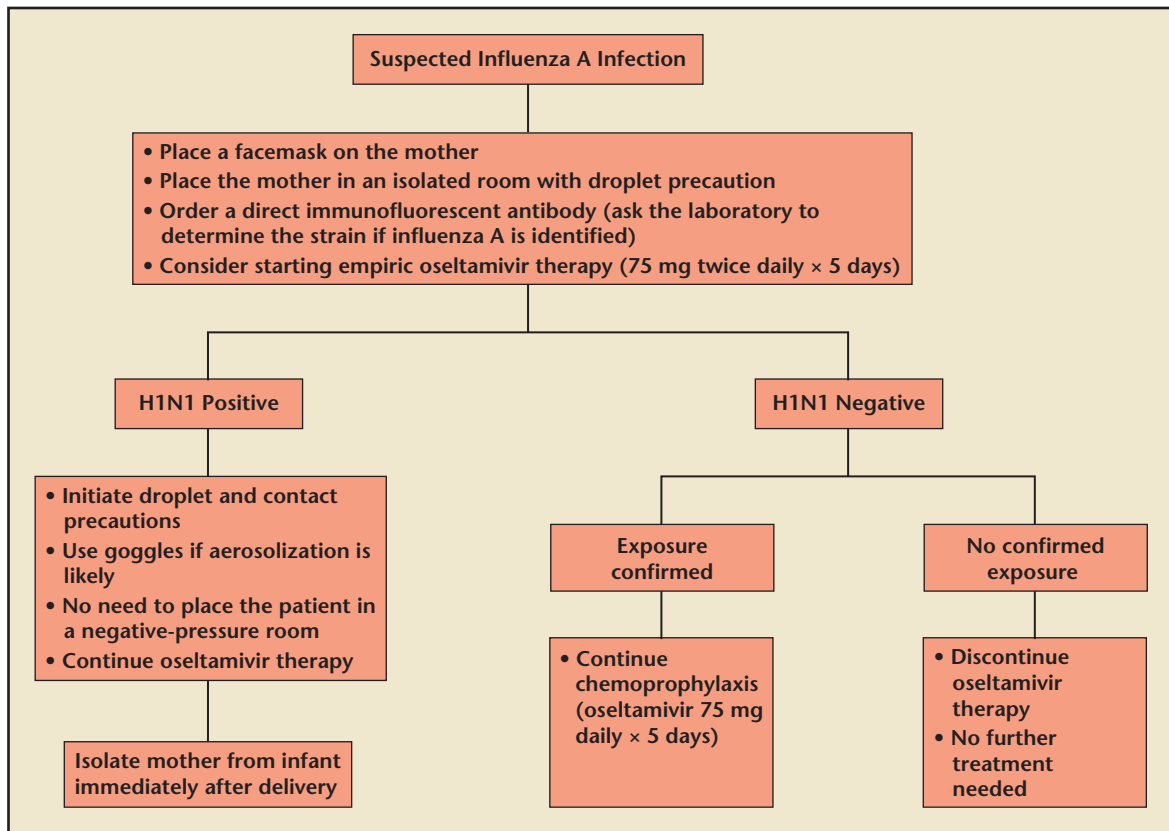 Suspected Influenza A Infection
• Place a facemask on the mother
• Place the mother in an isolated room with droplet precaution
• Order a direct immunofluorescent antibody (ask the laboratory to
determine the strain if influenza A is identified)
• Consider starting empiric oseltamivir therapy (75 mg twice daily × 5 days)
H1N1 Positive
• Initiate droplet and contact
precautions
• Use goggles if aerosolization is
likely
• No need to place the patient in
a negative-pressure room
• Continue oseltamivir therapy
Isolate mother from infant
immediately after delivery
H1N1 Negative
Exposure
confirmed
• Continue
chemoprophylaxis
(oseltamivir 75 mg
daily × 5 days)
No confirmed
exposure
• Discontinue
oseltamivir
therapy
• No further
treatment
needed